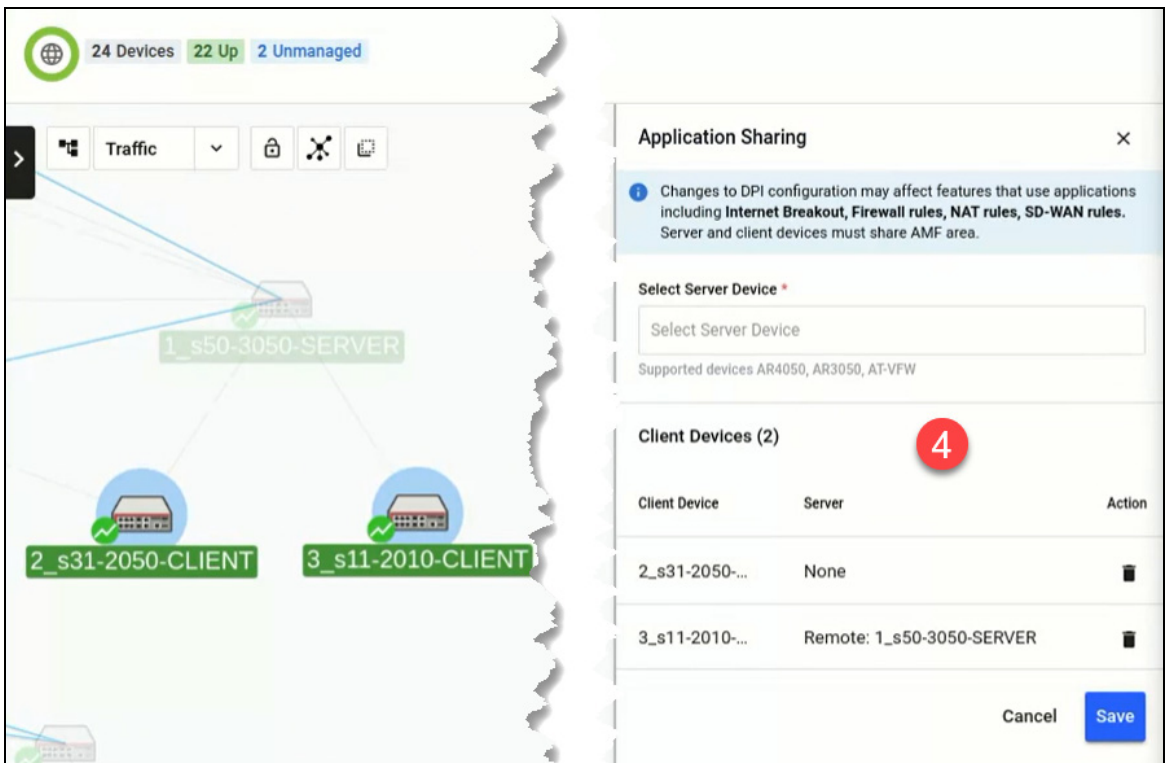 24 Devices 22 Up 2 Unmanaged
Traffic
1_s50-3050-SERVER
2_s31-2050-CLIENT
3_s11-2010-CLIENT
Application Sharing
Changes to DPI configuration may affect features that use applications
including Internet Breakout, Firewall rules, NAT rules, SD-WAN rules.
Server and client devices must share AMF area.
Select Server Device *
Select Server Device
Supported devices AR4050, AR3050, AT-VFW
Client Devices (2)
4
Client Device Server Action
2_s31-2050-... None
3_s11-2010-... Remote: 1_s50-3050-SERVER
Cancel Save